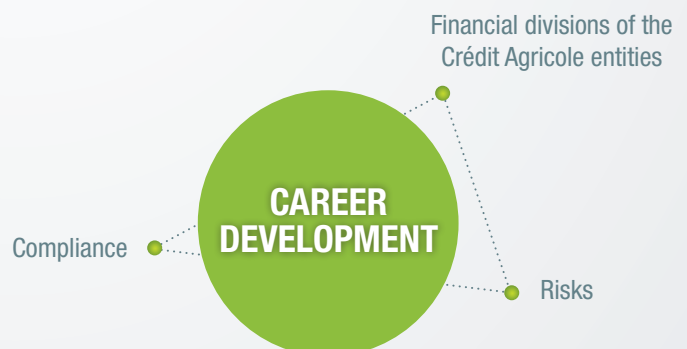 Financial divisions of the
Crédit Agricole entities
CAREER
DEVELOPMENT
Compliance
Risks